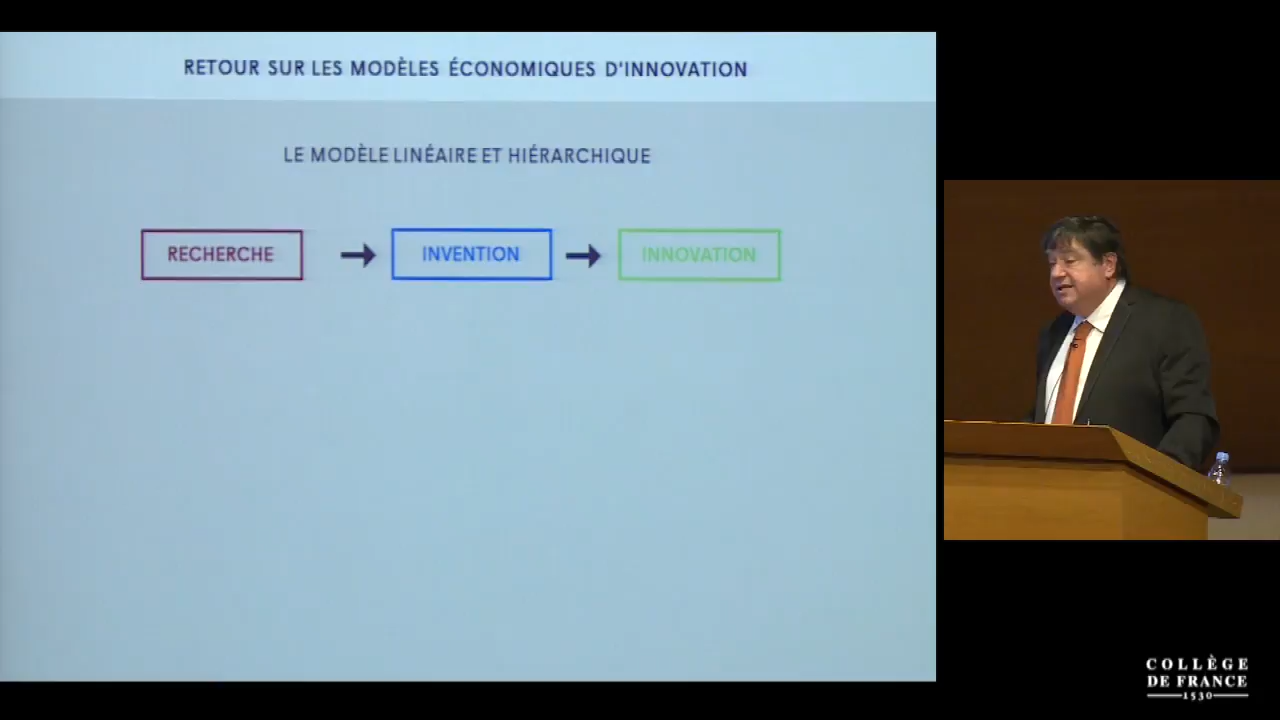 RETOUR SUR LES MODÈLES ÉCONOMIQUES D'INNOVATION
LE MODÈLE LINÉAIRE ET HIÉRARCHIQUE
RECHERCHE
INVENTION
INNOVATION
COLLÈGE
DE FRANCE
1530